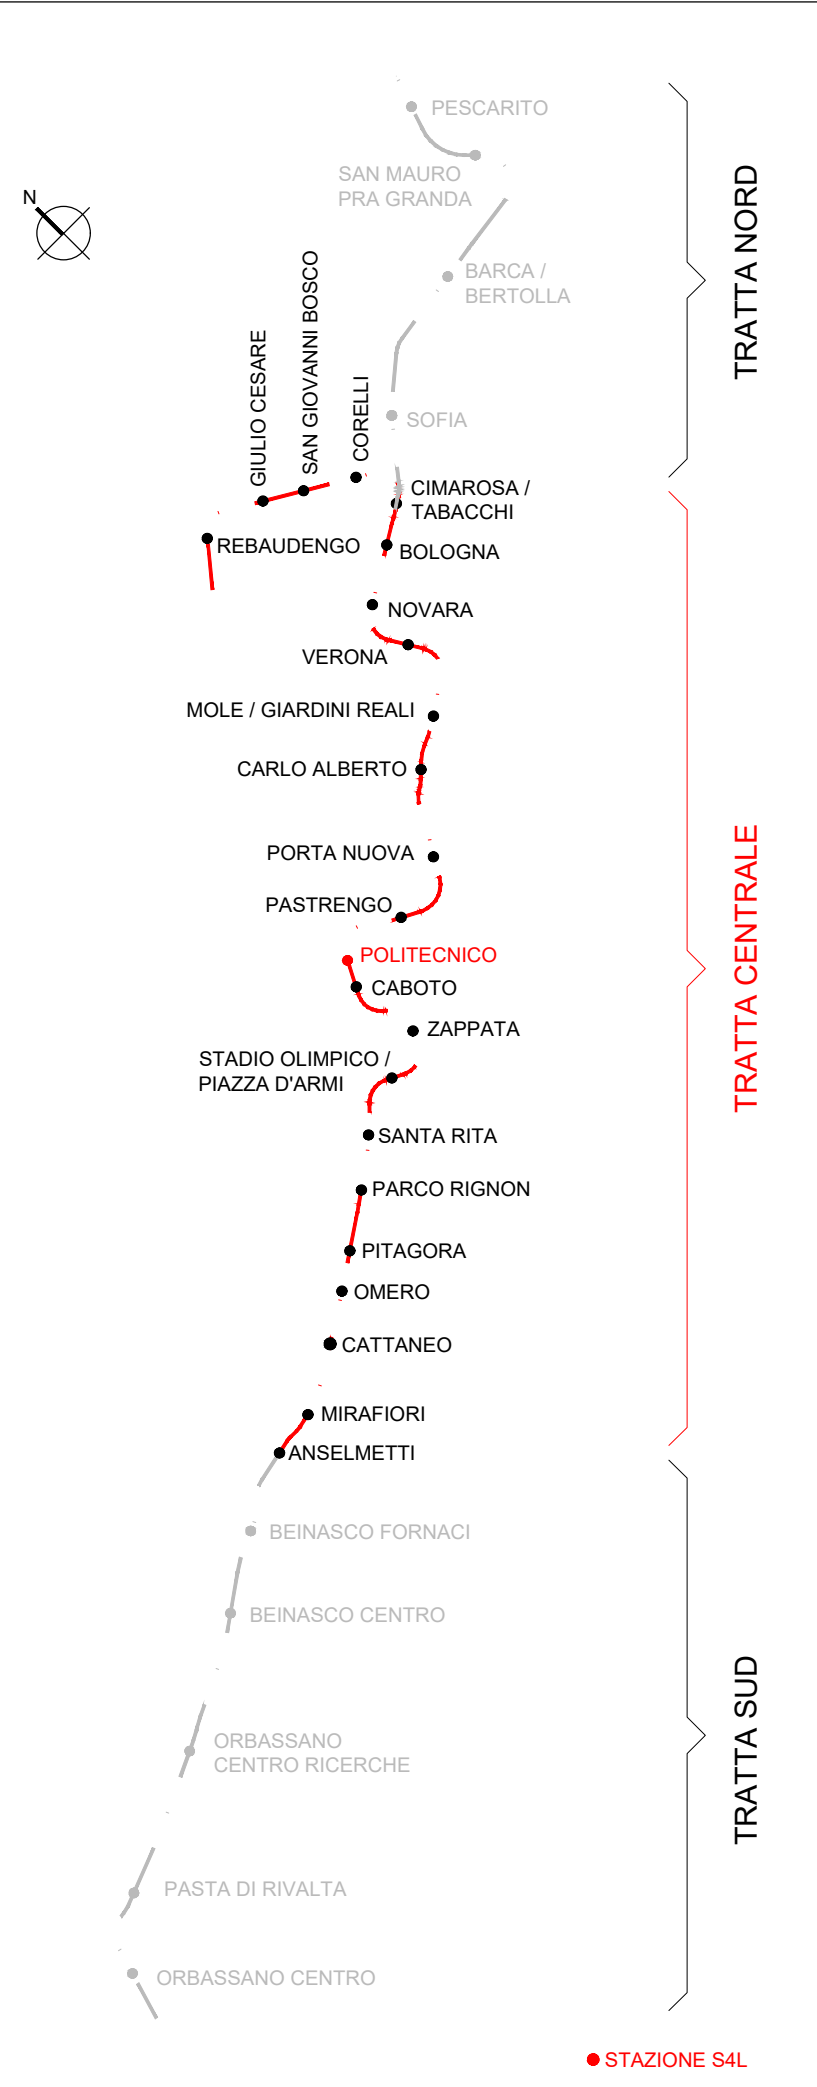 PESCARITO
SAN MAURO
PRA GRANDA
N
BARCA /
BERTOLLA
TRATTA NORD
GIULIO CESARE
SAN GIOVANNI BOSCO
CORELLI
SOFIA
CIMAROSA /
TABACCHI
REBAUDENGO
BOLOGNA
NOVARA
VERONA
MOLE / GIARDINI REALI
CARLO ALBERTO
PORTA NUOVA
PASTRENGO
POLITECNICO
TRATTA CENTRALE
CABOTO
ZAPPATA
STADIO OLIMPICO /
PIAZZA D'ARMI
SANTA RITA
PARCO RIGNON
PITAGORA
OMERO
CATTANEO
MIRAFIORI
ANSELMETTI
BEINASCO FORNACI
BEINASCO CENTRO
ORBASSANO
CENTRO RICERCHE
TRATTA SUD
PASTA DI RIVALTA
ORBASSANO CENTRO
STAZIONE S4L